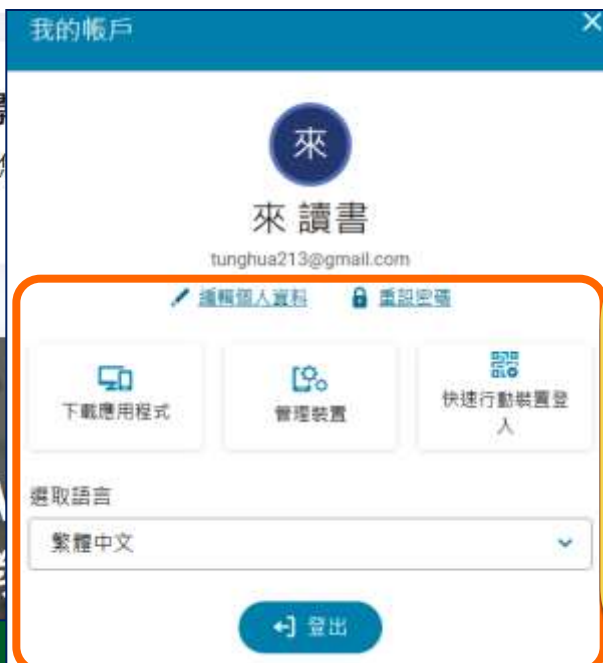 我的帳戶
來
來 讀書
tunghua213@gmail.com
編輯個人資料 重設密碼
下載應用程式
管理裝置
快速行動裝置登
入
選取語言
繁體中文
登出